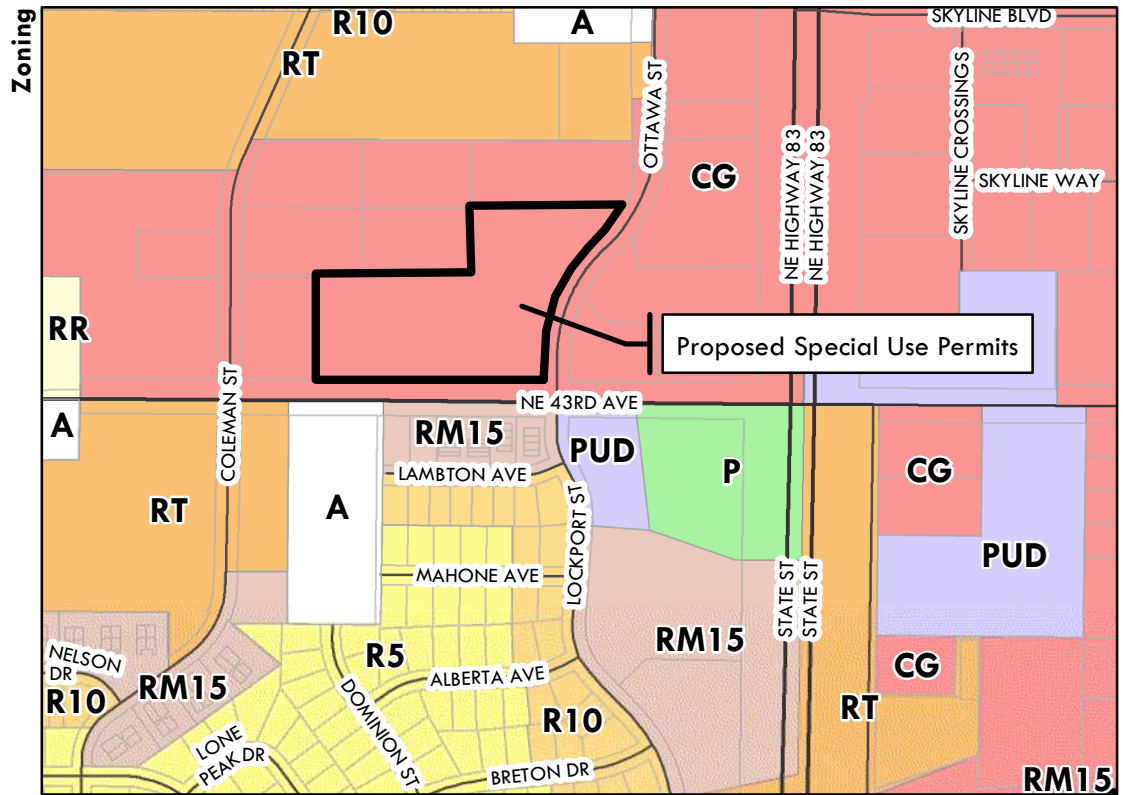 Zoning
R10
A
SKYLINE BLVD
RT
OTTAWA ST
SKYLINE CROSSINGS
CG
NE HIGHWAY 83
NE HIGHWAY 83
SKYLINE WAY
RR
Proposed Special Use Permits
COLEMAN ST
NE 43RD AVE
A
RM15
PUD
P
CG
LAMBTON AVE
RT
A
LOCKPORT ST
PUD
MAHONE AVE
STATE ST
STATE ST
NELSON
DR
R5
RM15
CG
R10
RM15
DOMINION ST
ALBERTA AVE
R10
RT
LONE
PEAK DR
BRETON DR
RM15